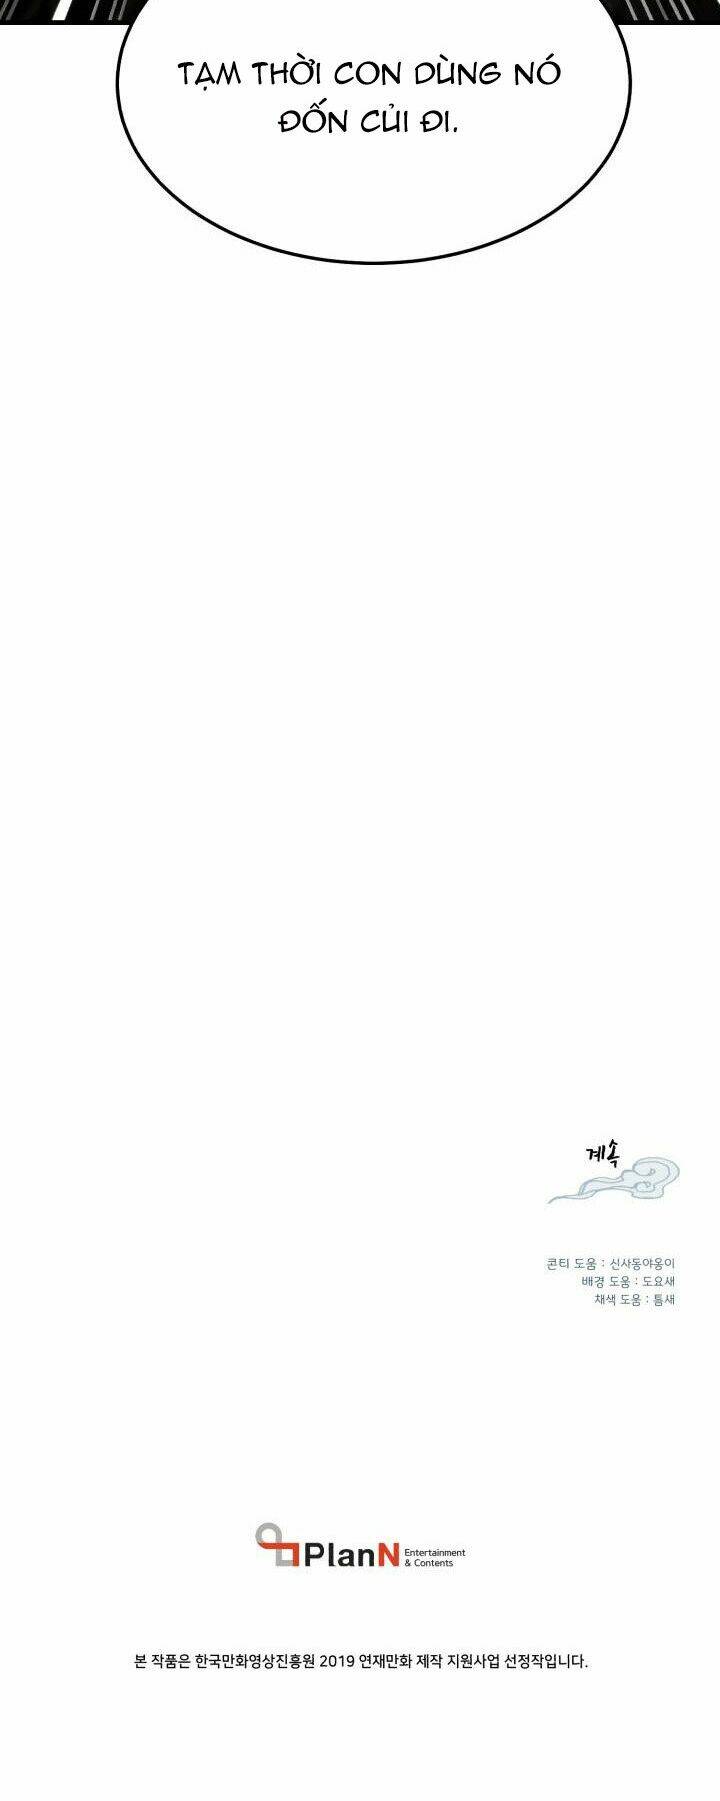 TẠM THỜI CON DÙNG NÓ
ĐỐN CỦI ĐI.
계속
콘티 도움 : 신사동야옹이
배경 도움 : 도요새
채색 도움 : 틈새
PlanN Entertainment
& Contents
본 작품은 한국만화영상진흥원 2019 연재만화 제작 지원사업 선정작입니다.